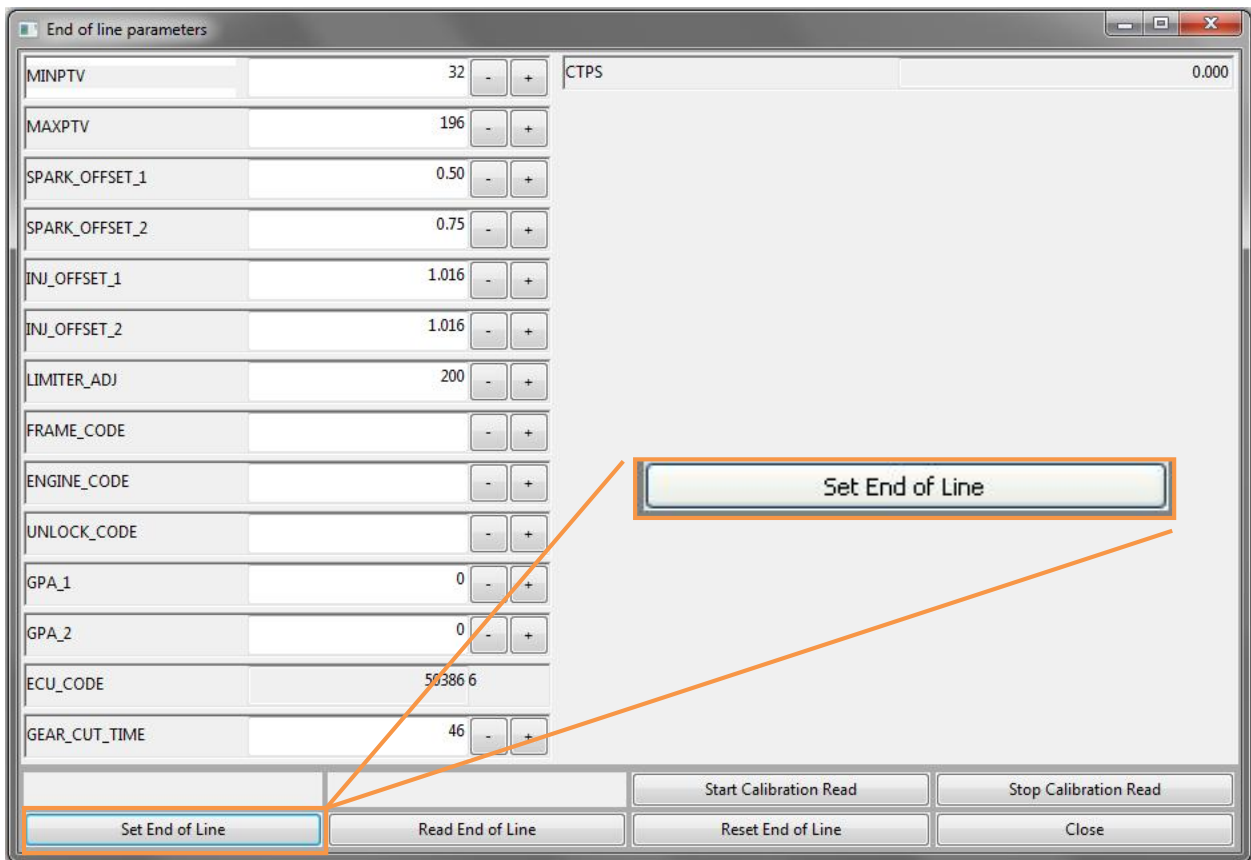 End of line parameters
MINPTV 32 - + CTPS 0.000
MAXPTV 196 - +
SPARK_OFFSET_1 0.50 - +
SPARK_OFFSET_2 0.75 - +
INJ_OFFSET_1 1.016 - +
INJ_OFFSET_2 1.016 - +
LIMITER_ADJ 200 - +
FRAME_CODE - +
ENGINE_CODE - +
Set End of Line
UNLOCK_CODE - +
GPA_1 0 - +
GPA_2 0 - +
ECU_CODE 50386 6
GEAR_CUT_TIME 46 - +
Start Calibration Read Stop Calibration Read
Set End of Line Read End of Line Reset End of Line Close